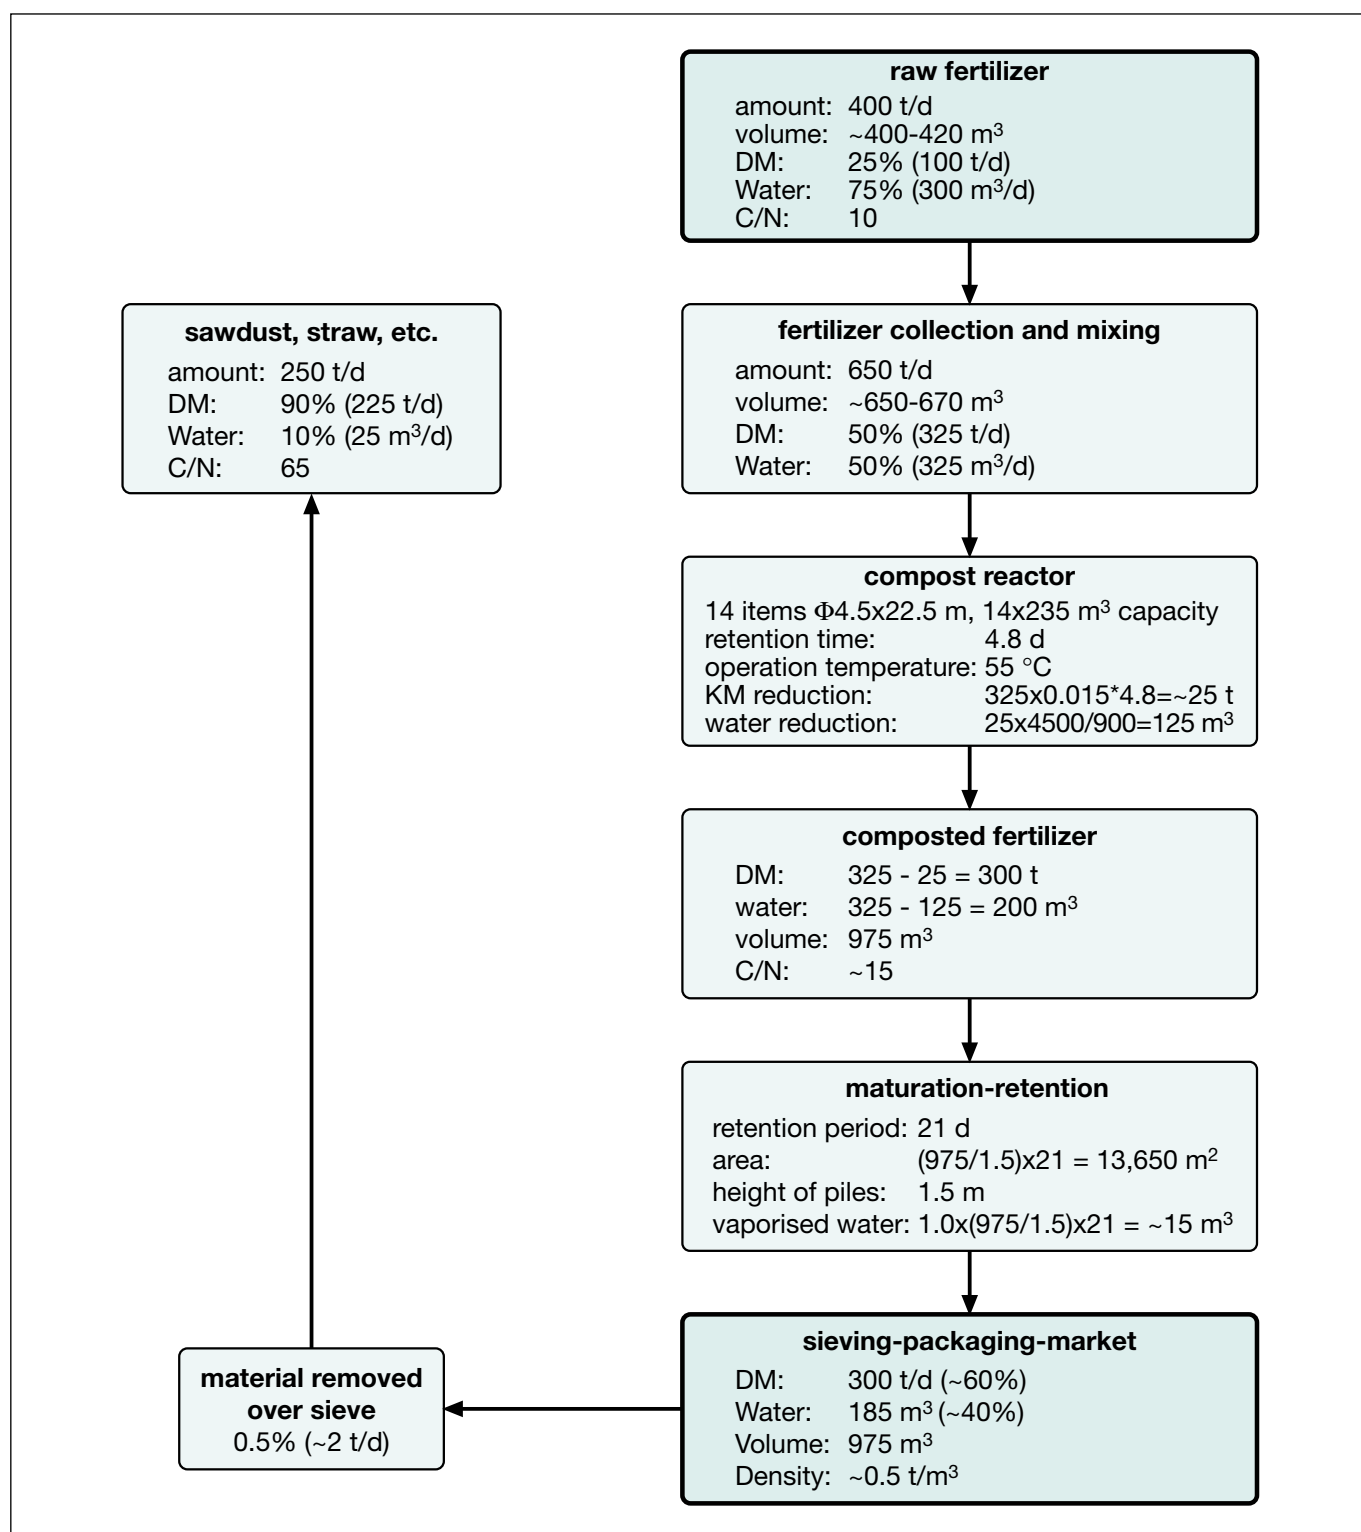 raw fertilizer
amount: 400 t/d
volume: ~400-420 m³
DM: 25% (100 t/d)
Water: 75% (300 m³/d)
C/N: 10
sawdust, straw, etc.
amount: 250 t/d
DM: 90% (225 t/d)
Water: 10% (25 m³/d)
C/N: 65
fertilizer collection and mixing
amount: 650 t/d
volume: ~650-670 m³
DM: 50% (325 t/d)
Water: 50% (325 m³/d)
compost reactor
14 items Φ4.5x22.5 m, 14x235 m³ capacity
retention time: 4.8 d
operation temperature: 55 °C
KM reduction: 325x0.015*4.8=~25 t
water reduction: 25x4500/900=125 m³
composted fertilizer
DM: 325 - 25 = 300 t
water: 325 - 125 = 200 m³
volume: 975 m³
C/N: ~15
maturation-retention
retention period: 21 d
area: (975/1.5)x21 = 13,650 m²
height of piles: 1.5 m
vaporised water: 1.0x(975/1.5)x21 = ~15 m³
sieving-packaging-market
DM: 300 t/d (~60%)
Water: 185 m³ (~40%)
Volume: 975 m³
Density: ~0.5 t/m³
material removed
over sieve
0.5% (~2 t/d)